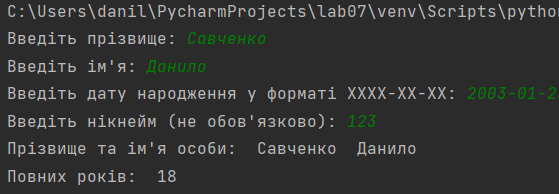 C:\Users\danil\PycharmProjects\lab07\venv\Scripts\pytho
Введіть прізвище: Савченко
Введіть ім'я: Данило
Введіть дату народження у форматі XXXX-XX-XX: 2003-01-2
Введіть нікнейм (не обов'язково): 123
Прізвище та ім'я особи:  Савченко  Данило
Повних років:  18